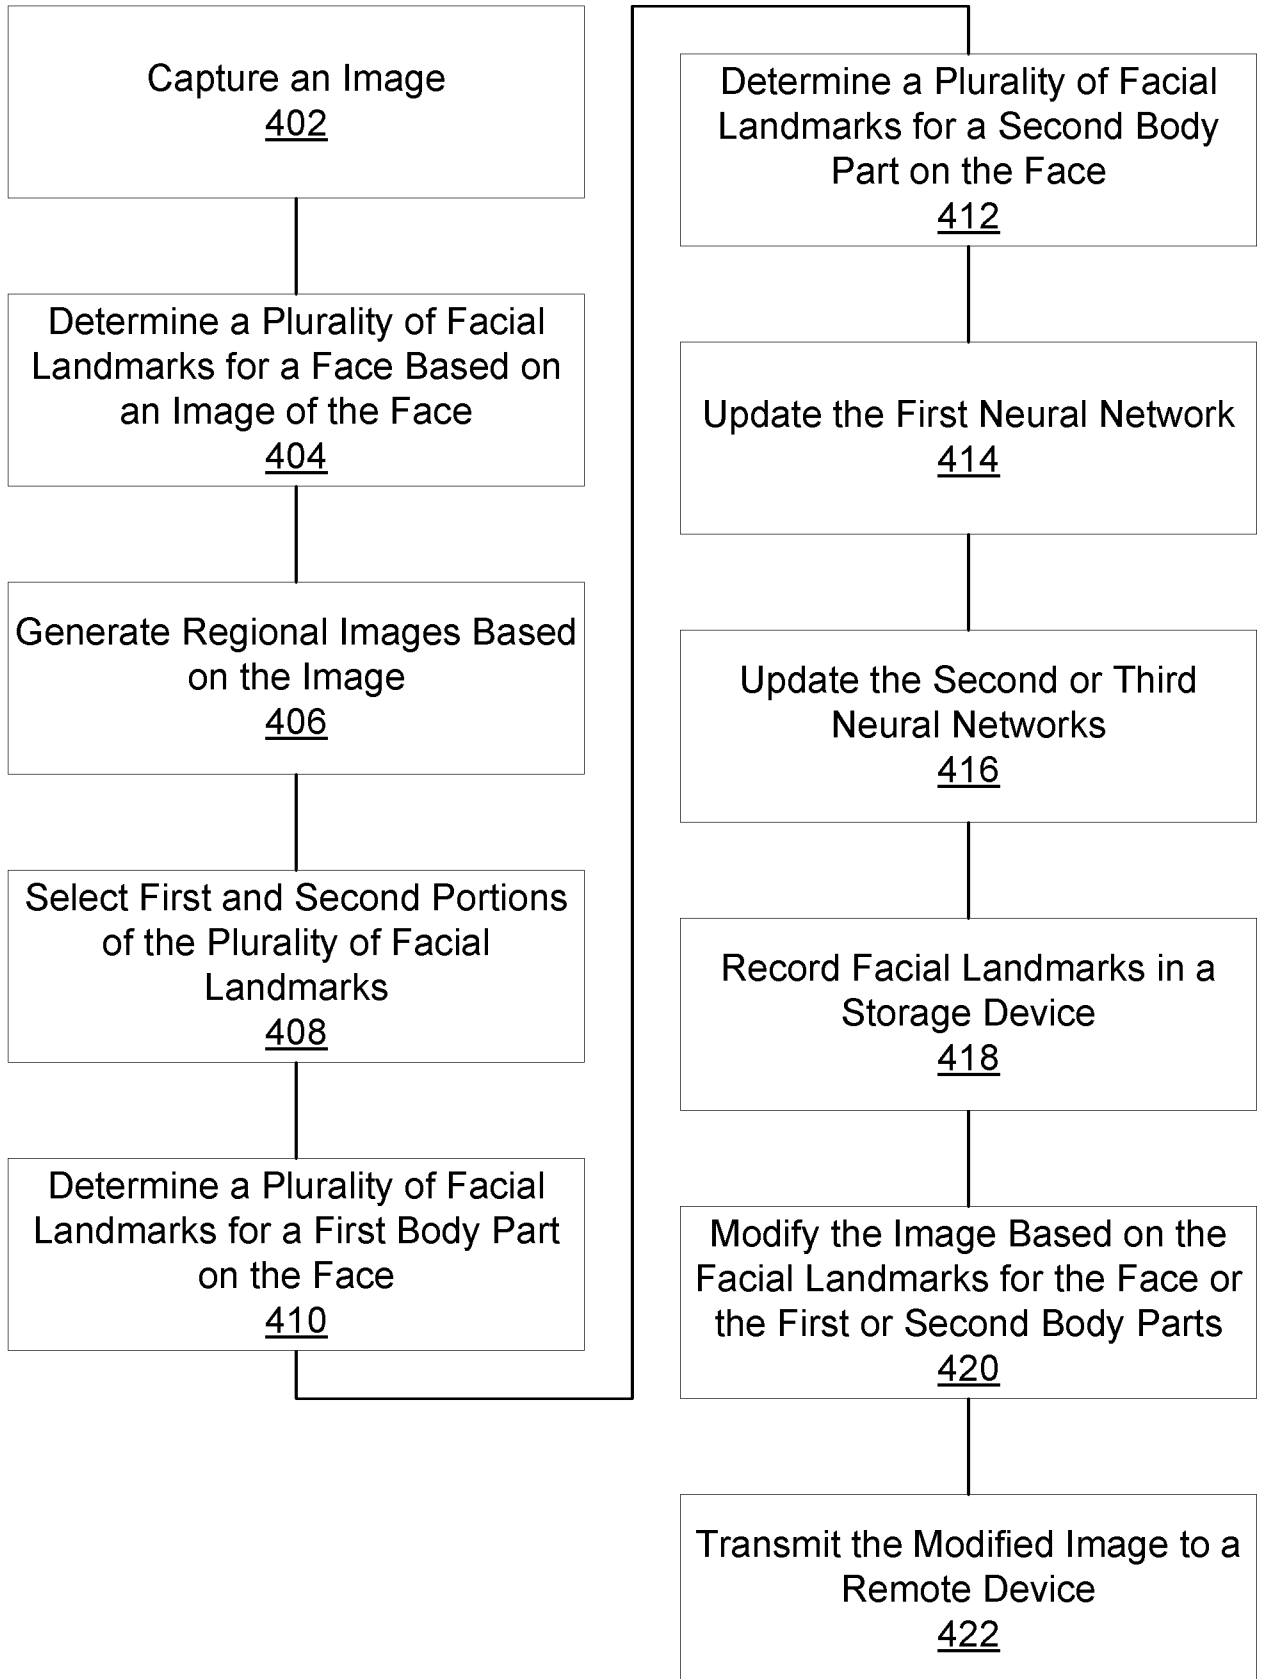 Capture an Image
402
Determine a Plurality of Facial
Landmarks for a Face Based on
an Image of the Face
404
Generate Regional Images Based
on the Image
406
Select First and Second Portions
of the Plurality of Facial
Landmarks
408
Determine a Plurality of Facial
Landmarks for a First Body Part
on the Face
410
Determine a Plurality of Facial
Landmarks for a Second Body
Part on the Face
412
Update the First Neural Network
414
Update the Second or Third
Neural Networks
416
Record Facial Landmarks in a
Storage Device
418
Modify the Image Based on the
Facial Landmarks for the Face or
the First or Second Body Parts
420
Transmit the Modified Image to a
Remote Device
422